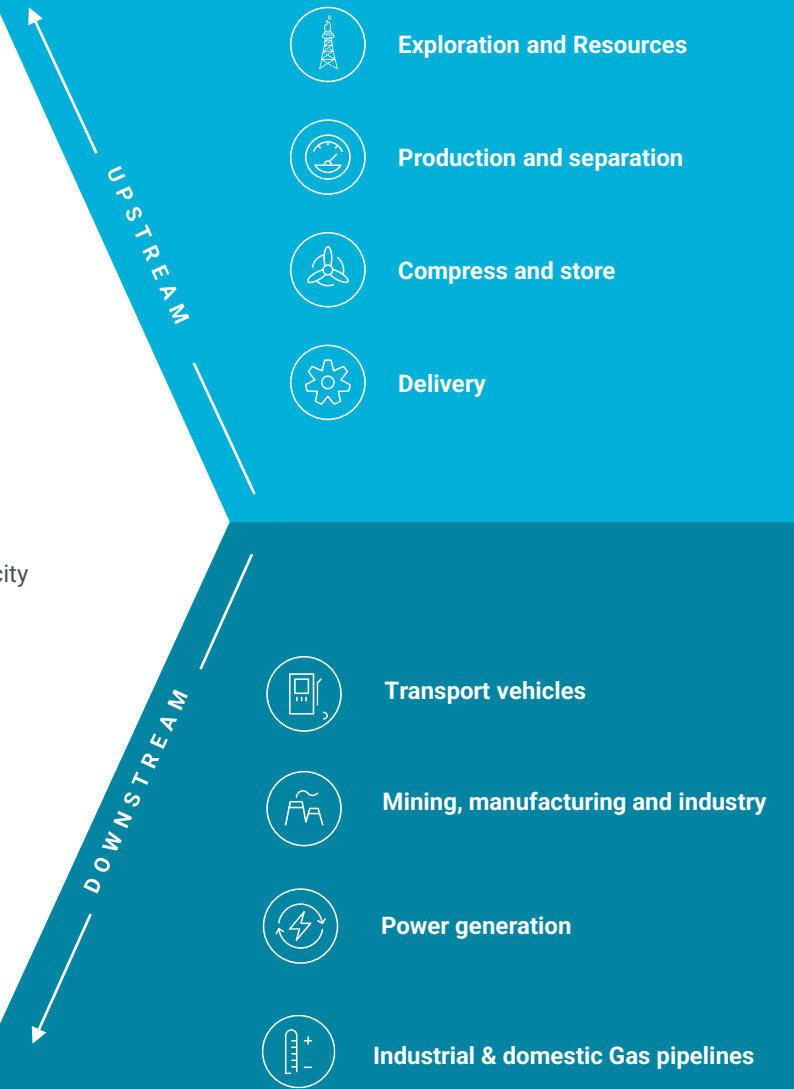 Exploration and Resources
Production and separation
UPSTREAM
Compress and store
Delivery
Transport vehicles
DOWNSTREAM
Mining, manufacturing and industry
Power generation
Industrial & domestic Gas pipelines